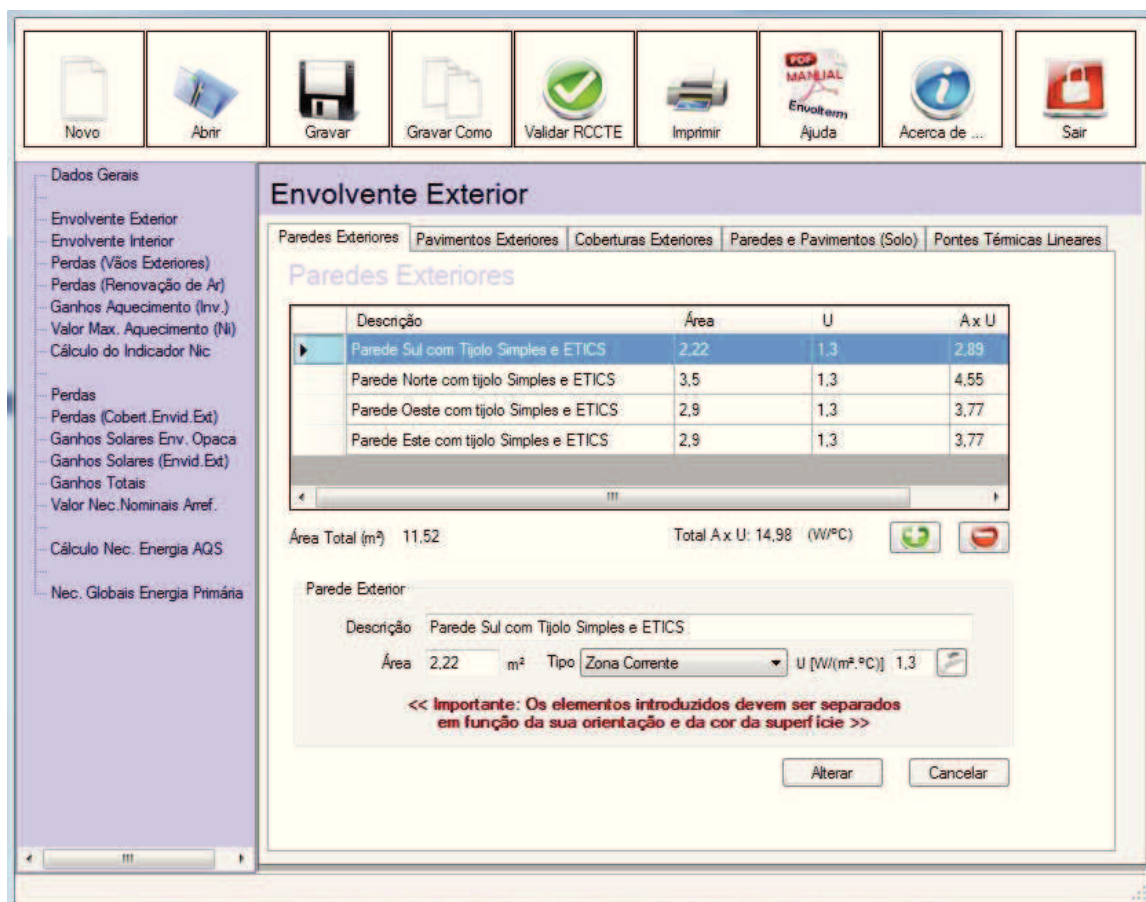 Novo
Abrir
Gravar
Gravar Como
Validar RCCTE
Imprimir
PDF
MANUAL
Envolterm
Ajuda
Acerca de ...
Sair
Dados Gerais
Envolvente Exterior
Envolvente Interior
Perdas (Vãos Exteriores)
Perdas (Renovação de Ar)
Ganhos Aquecimento (Inv.)
Valor Max. Aquecimento (Ni)
Cálculo do Indicador Nic
Perdas
Perdas (Cobert.Envid.Ext)
Ganhos Solares Env. Opaca
Ganhos Solares (Envid.Ext)
Ganhos Totais
Valor Nec.Nominais Arref.
Cálculo Nec. Energia AQS
Nec. Globais Energia Primária
Envolvente Exterior
Paredes Exteriores Pavimentos Exteriores Coberturas Exteriores Paredes e Pavimentos (Solo) Pontes Térmicas Lineares
Paredes Exteriores
Descrição Área U A x U
Parede Sul com Tijolo Simples e ETICS 2,22 1,3 2,89
Parede Norte com tijolo Simples e ETICS 3,5 1,3 4,55
Parede Oeste com tijolo Simples e ETICS 2,9 1,3 3,77
Parede Este com tijolo Simples e ETICS 2,9 1,3 3,77
Área Total (m²) 11,52 Total A x U: 14,98 (W/ºC)
Parede Exterior
Descrição Parede Sul com Tijolo Simples e ETICS
Área 2,22 m² Tipo Zona Corrente U [W/(m².ºC)] 1,3
<< Importante: Os elementos introduzidos devem ser separados
em função da sua orientação e da cor da superfície >>
Alterar Cancelar